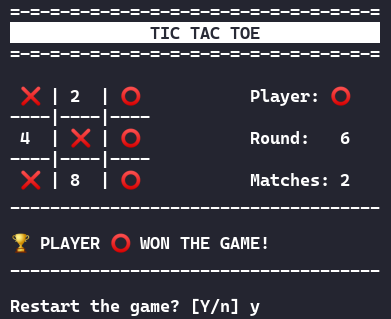 =-=-=-=-=-=-=-=-=-=-=-=-=-=-=-=-=-=-=
TIC TAC TOE
=-=-=-=-=-=-=-=-=-=-=-=-=-=-=-=-=-=-=
❌ | 2  | ⭕ Player: ⭕
----|----|----
4  | ❌ | ⭕ Round:   6
----|----|----
❌ | 8  | ⭕ Matches: 2
-------------------------------------
🏆 PLAYER ⭕ WON THE GAME!
-------------------------------------
Restart the game? [Y/n] y